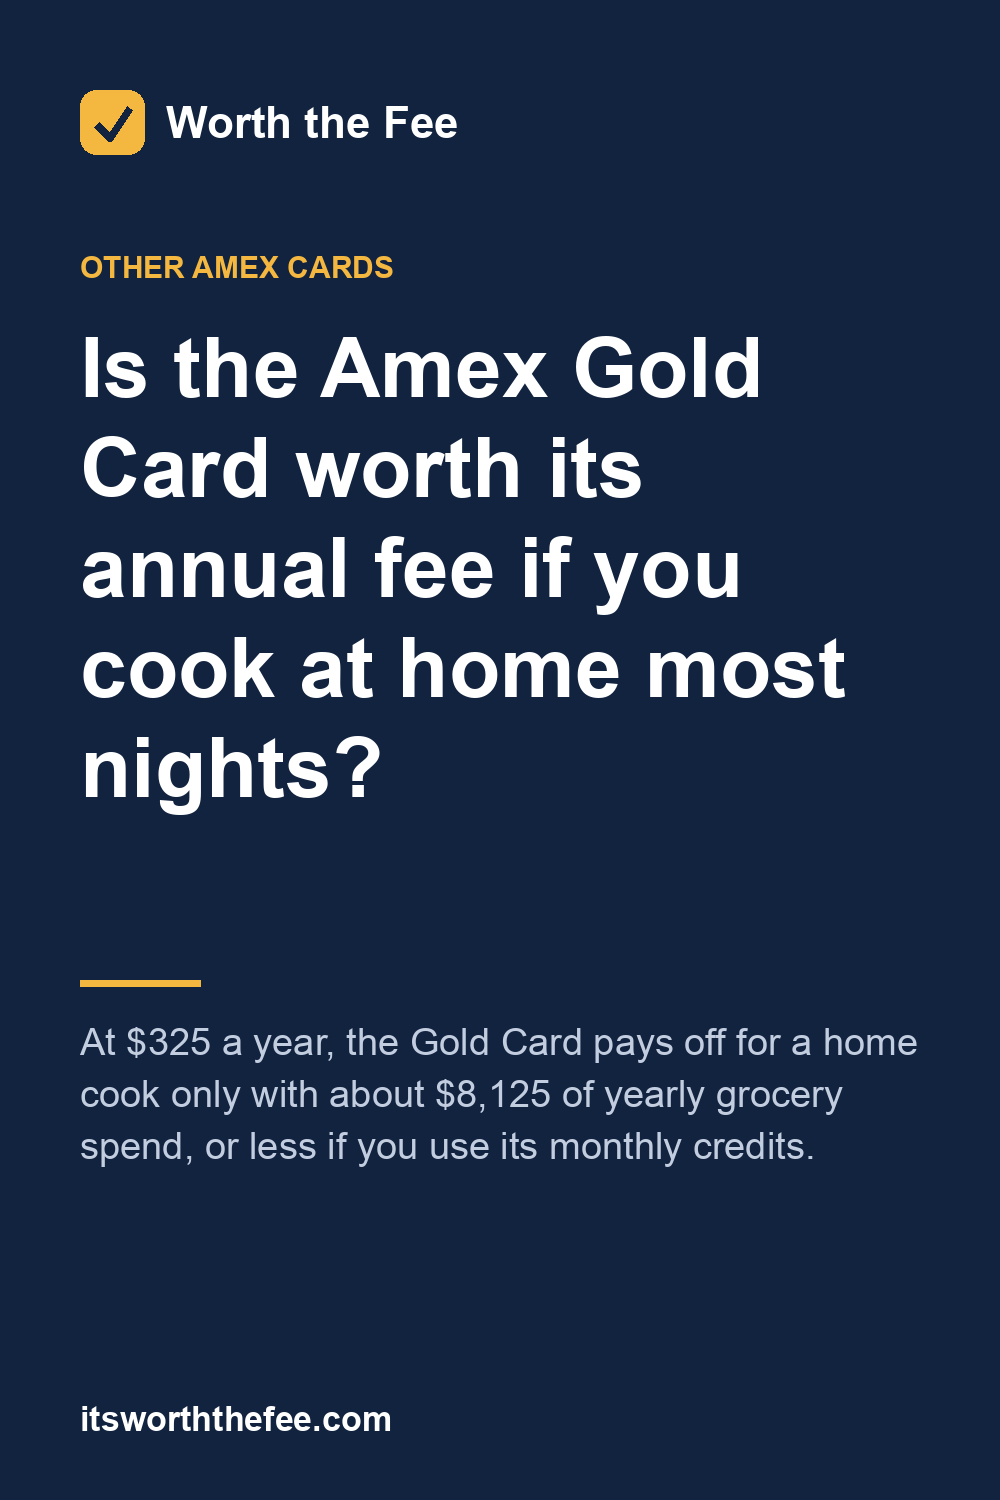 Worth the Fee
OTHER AMEX CARDS
Is the Amex Gold
Card worth its
annual fee if you
cook at home most
nights?
At $325 a year, the Gold Card pays off for a home
cook only with about $8,125 of yearly grocery
spend, or less if you use its monthly credits.
itsworththefee.com